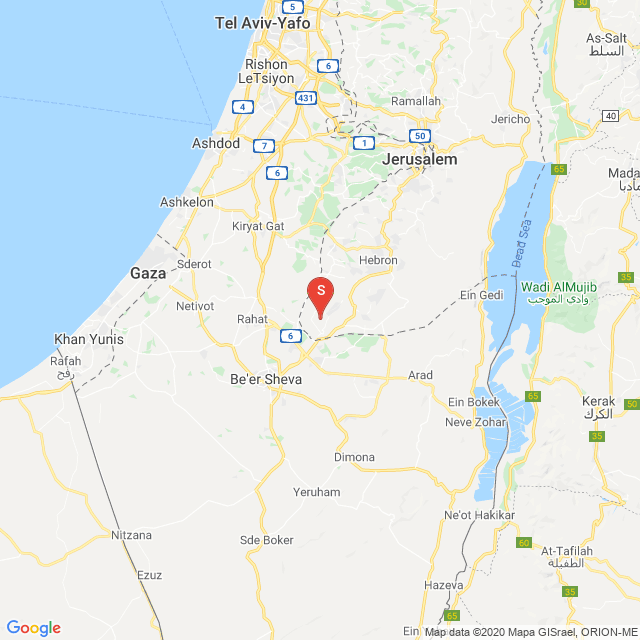 5
30
As-Salt
السلط
Tel Aviv-Yafo
Rishon
LeTsiyon
6
431
4
Ramallah
Jericho
40
50
Ashdod
7
1
Jerusalem
6
65
Ashkelon
Kiryat Gat
Dead Sea
Hebron
Gaza
Sderot
35
Wadi AlMujib
وادي الموجب
S
Ein Gedi
Netivot
Rahat
6
Khan Yunis
Rafah
رفح
Be'er Sheva
Arad
65
Ein Bokek
Kerak
الكرك
50
Neve Zohar
35
Dimona
Yeruham
Ne'ot Hakikar
Nitzana
Sde Boker
60
At-Tafilah
الطفيلة
Ezuz
Hazeva
65
Google
Ein
Map data ©2020 Mapa GISrael, ORION-ME